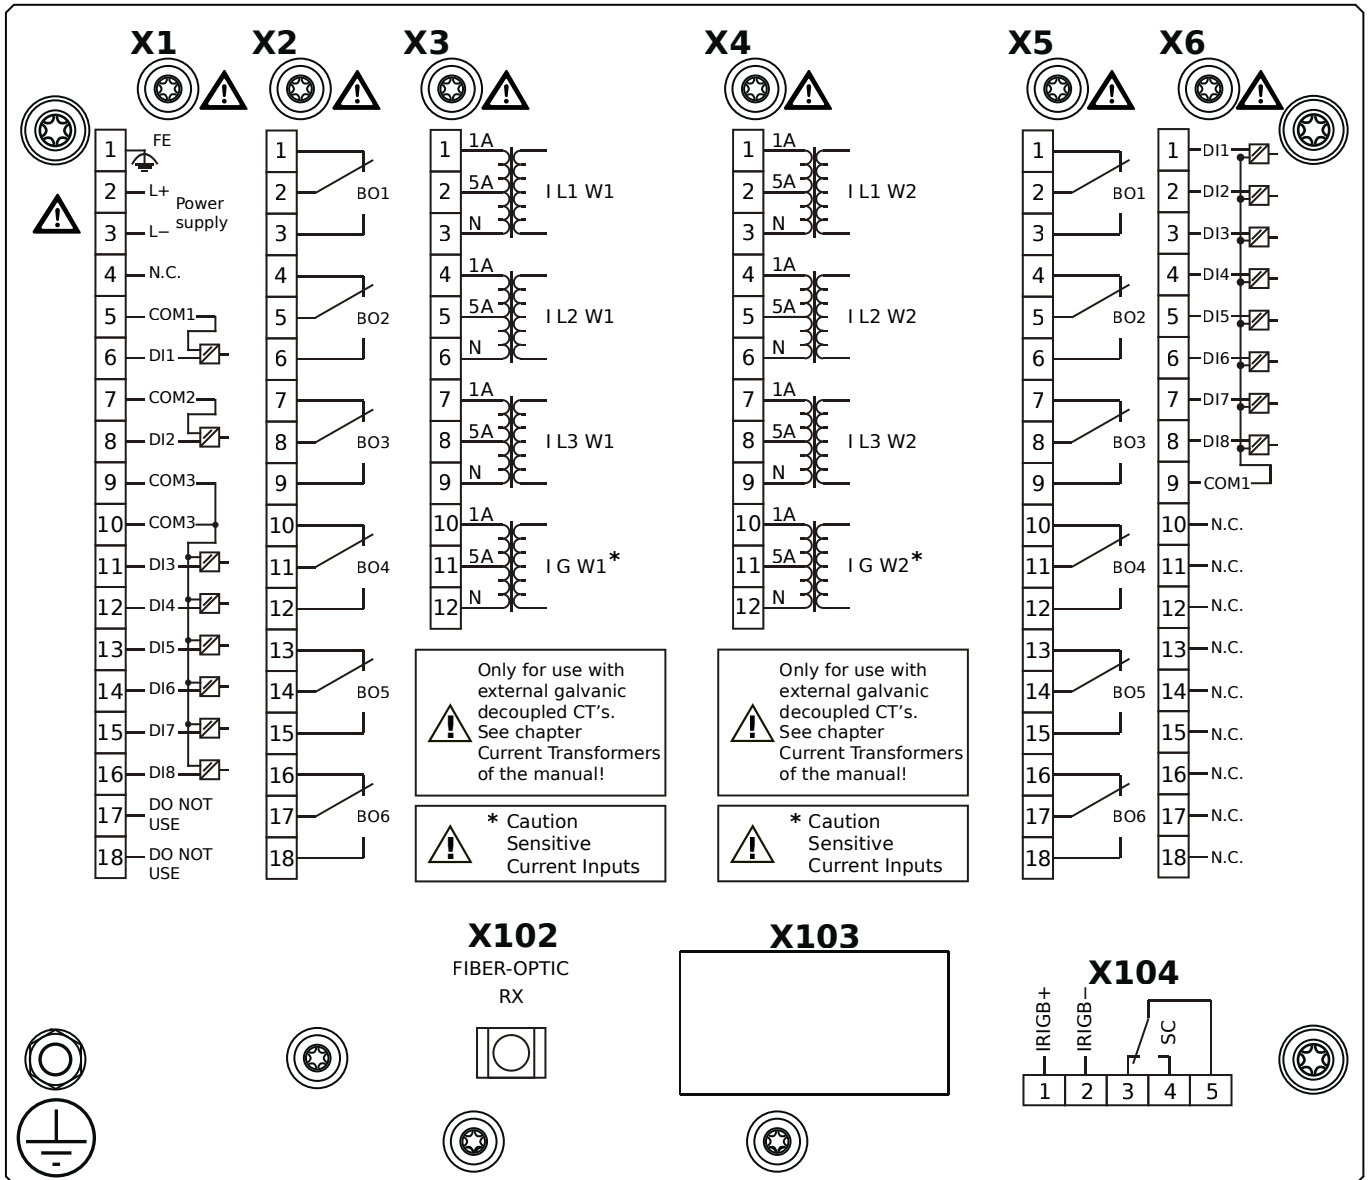 X1 X2 X3 X4 X5 X6
1 FE
2 L+
Power
supply
3 L−
4 N.C.
5 COM1
6 DI1
7 COM2
8 DI2
9 COM3
10 COM3
11 DI3
12 DI4
13 DI5
14 DI6
15 DI7
16 DI8
17 DO NOT
USE
18 DO NOT
USE
1
2 BO1
3
4
5 BO2
6
7
8 BO3
9
10
11 BO4
12
13
14 BO5
15
16
17 BO6
18
1 1A
2 5A I L1 W1
3 N
4 1A
5 5A I L2 W1
6 N
7 1A
8 5A I L3 W1
9 N
10 1A
11 5A I G W1*
12 N
Only for use with
external galvanic
decoupled CT’s.
See chapter
Current Transformers
of the manual!
* Caution
Sensitive
Current Inputs
1 1A
2 5A I L1 W2
3 N
4 1A
5 5A I L2 W2
6 N
7 1A
8 5A I L3 W2
9 N
10 1A
11 5A I G W2*
12 N
Only for use with
external galvanic
decoupled CT’s.
See chapter
Current Transformers
of the manual!
* Caution
Sensitive
Current Inputs
1
2 BO1
3
4
5 BO2
6
7
8 BO3
9
10
11 BO4
12
13
14 BO5
15
16
17 BO6
18
1 DI1
2 DI2
3 DI3
4 DI4
5 DI5
6 DI6
7 DI7
8 DI8
9 COM1
10 N.C.
11 N.C.
12 N.C.
13 N.C.
14 N.C.
15 N.C.
16 N.C.
17 N.C.
18 N.C.
X102
FIBER-OPTIC
RX
X103
X104
IRIGB+
IRIGB−
SC
1 2 3 4 5